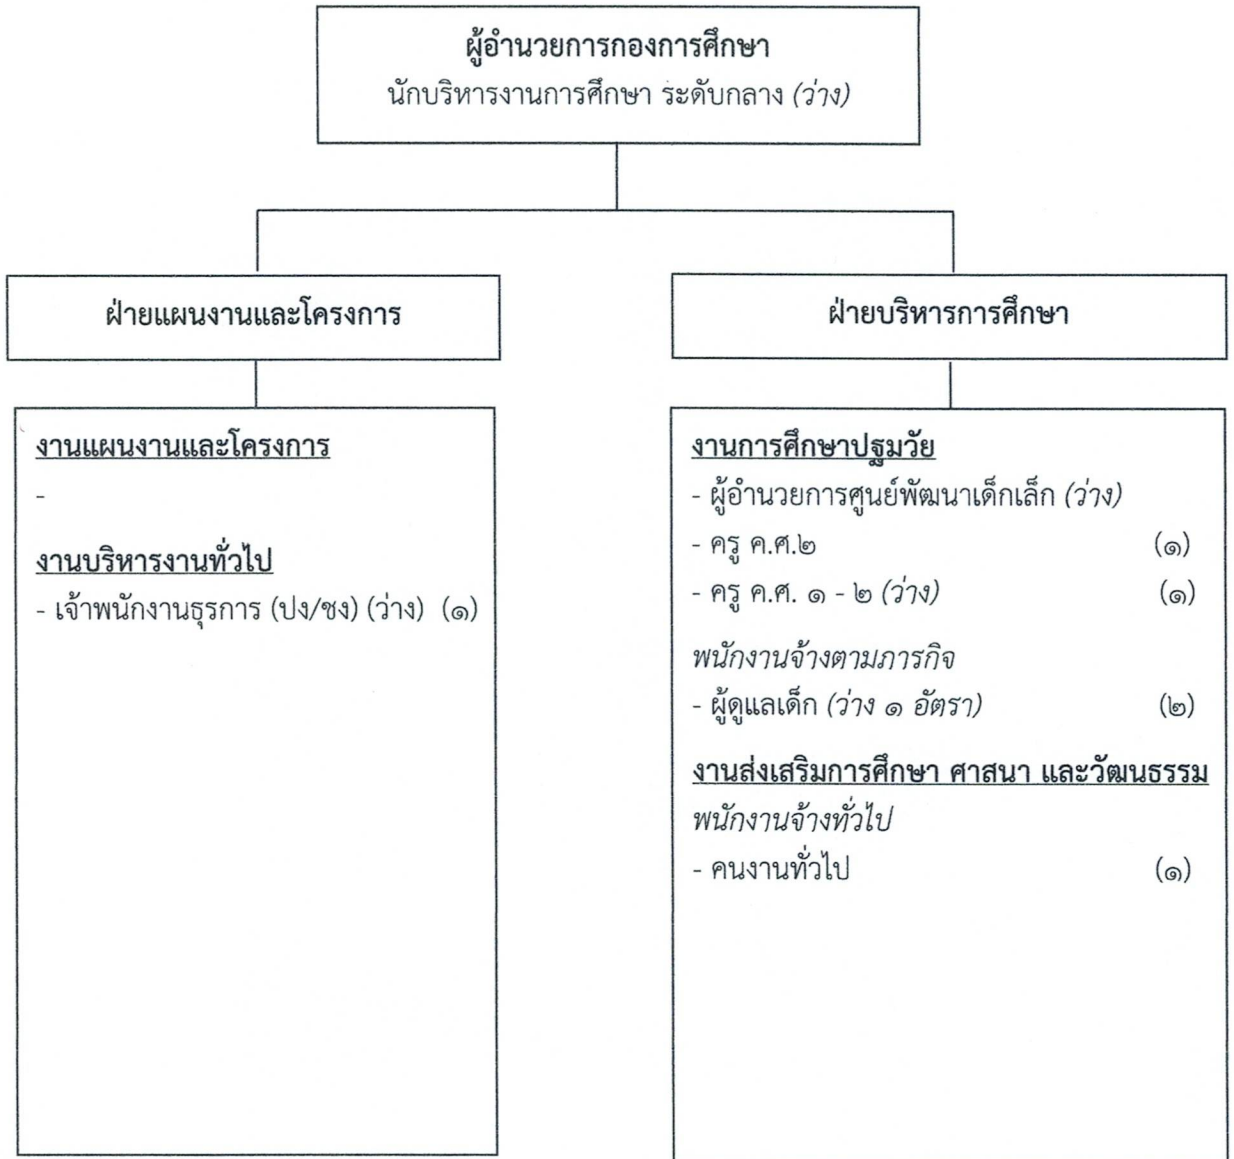 ผู้อำนวยการกองการศึกษา
นักบริหารงานการศึกษา ระดับกลาง (ว่าง)
ฝ่ายแผนงานและโครงการ
งานแผนงานและโครงการ
-
งานบริหารงานทั่วไป
- เจ้าพนักงานธุรการ (ปง/ชง) (ว่าง) (๑)
ฝ่ายบริหารการศึกษา
งานการศึกษาปฐมวัย
- ผู้อำนวยการศูนย์พัฒนาเด็กเล็ก (ว่าง)
- ครู ค.ศ.๒ (๑)
- ครู ค.ศ. ๑ - ๒ (ว่าง) (๑)
พนักงานจ้างตามภารกิจ
- ผู้ดูแลเด็ก (ว่าง ๑ อัตรา) (๒)
งานส่งเสริมการศึกษา ศาสนา และวัฒนธรรม
พนักงานจ้างทั่วไป
- คนงานทั่วไป (๑)